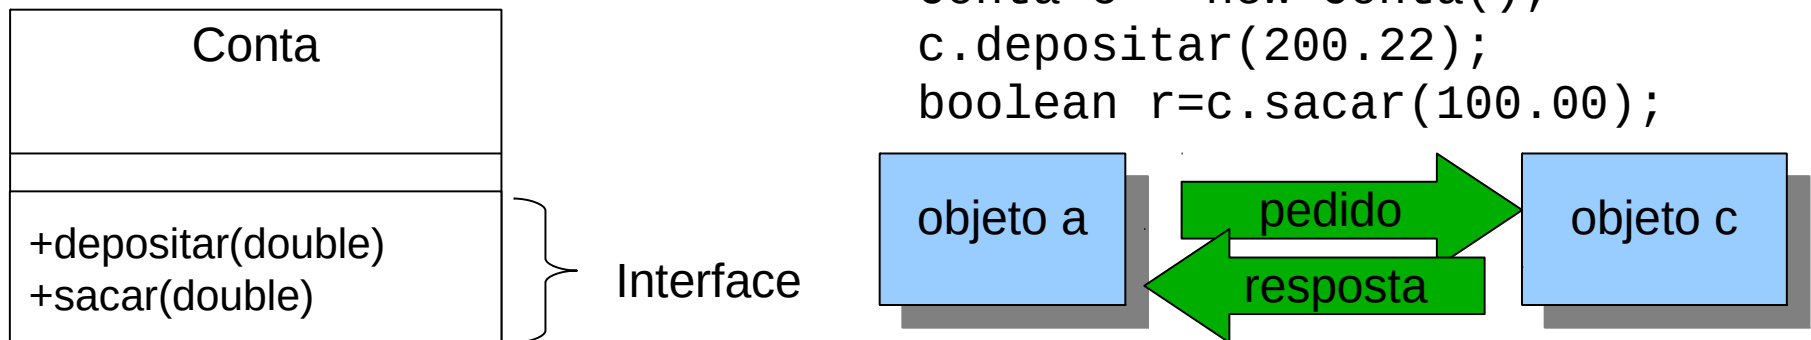 Conta
+depositar(double)
+sacar(double)
Interface
c.depositar(200.22);
boolean r=c.sacar(100.00);
objeto a
pedido
resposta
objeto c